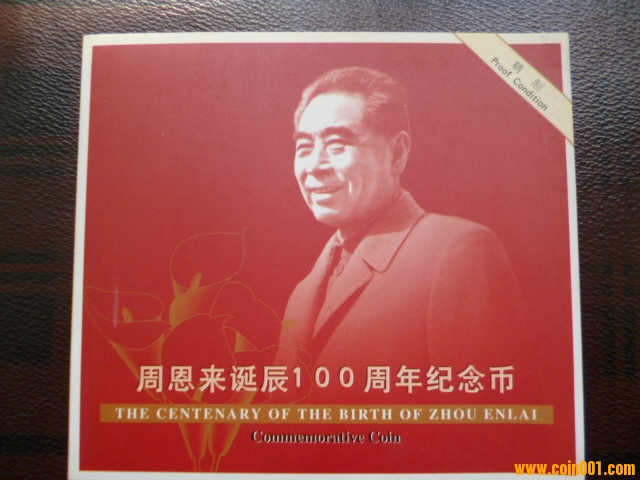 精制
Proof Condition
周恩来诞辰100周年纪念币
THE CENTENARY OF THE BIRTH OF ZHOU ENLAI
Commemorative Coin
www.coin001.com